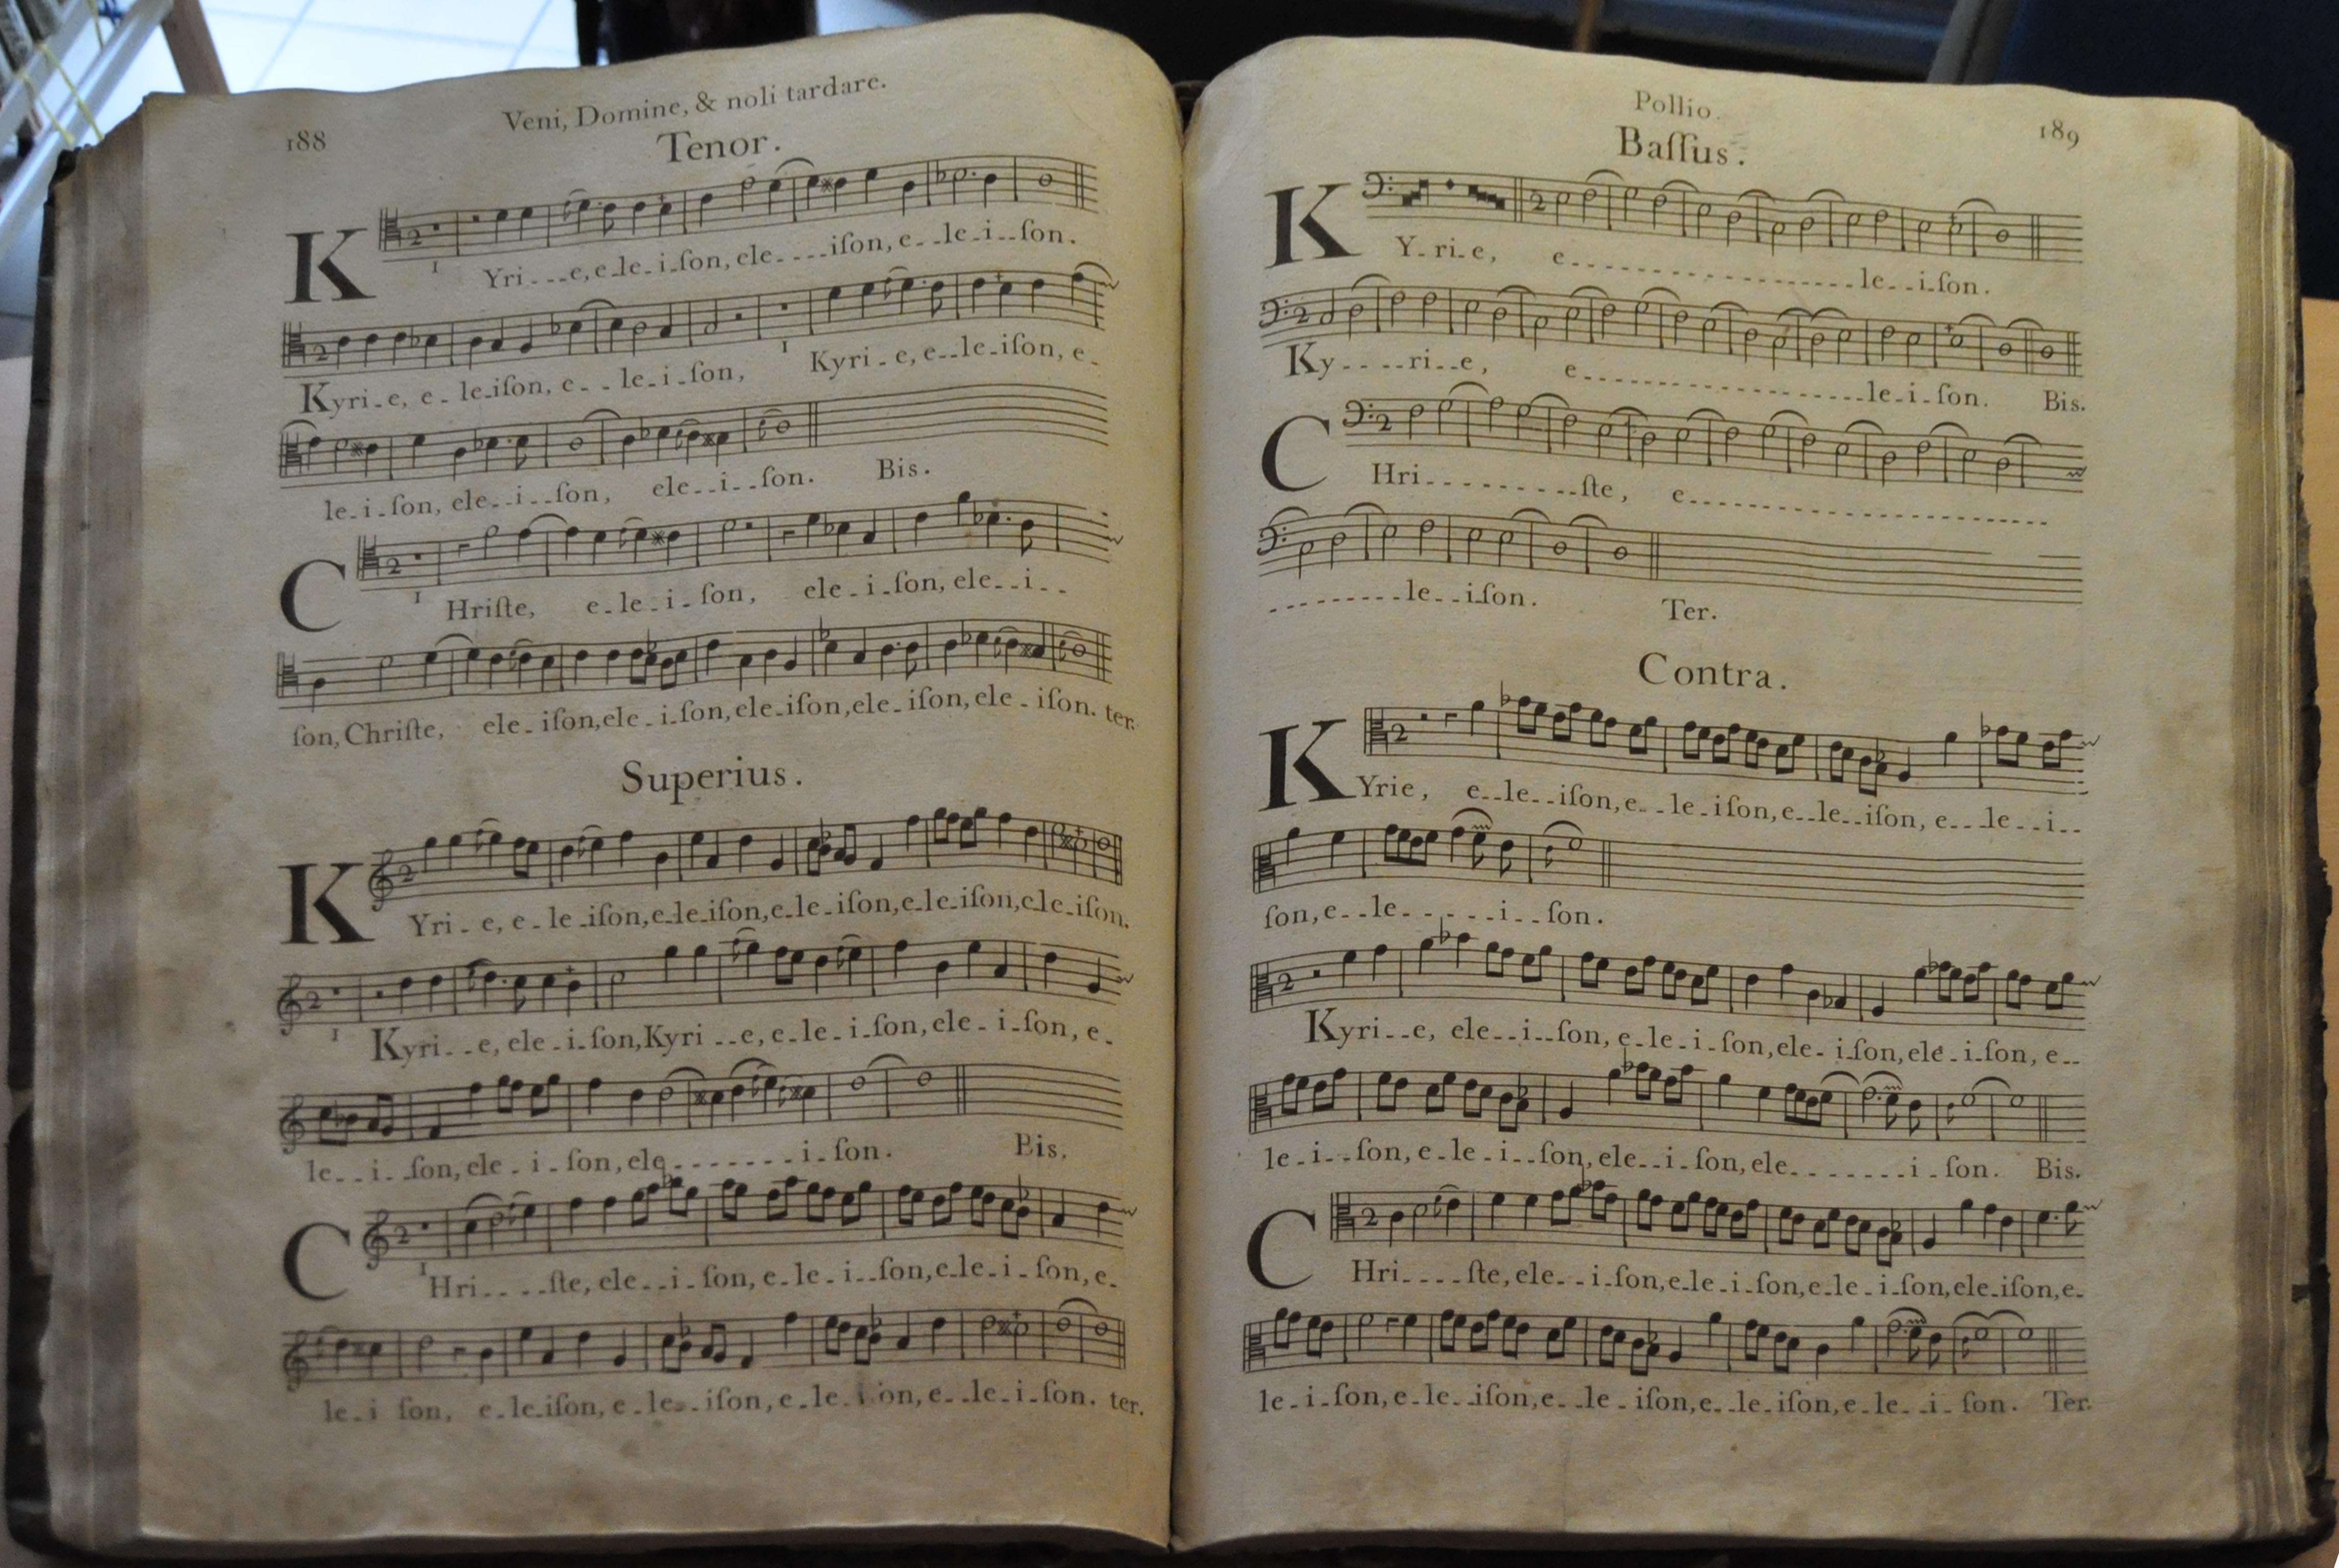 188
Veni, Domine, & noli tardare.
Tenor.
KYri---e, e-le-i-ſon, ele----iſon, e--le-i--ſon.
Kyri-e, e-le-iſon, e--le-i-ſon, Kyri-e, e--le-iſon, e-
le-i-ſon, ele--i--ſon, ele--i--ſon. Bis.
CHriſte, e-le-i-ſon, ele-i-ſon, ele--i--
ſon, Chriſte, ele-iſon, ele-i-ſon, ele-iſon, ele-iſon, ele-iſon. ter.
Superius.
KYri-e, e-le-iſon, e-le-iſon, e-le-iſon, e-le-iſon, e-le-iſon.
Kyri--e, ele-i-ſon, Kyri--e, e-le-i-ſon, ele-i-ſon, e-
le--i-ſon, ele-i-ſon, ele-------i-ſon. Bis.
CHri----ſte, ele--i-ſon, e-le-i--ſon, e-le-i-ſon, e-
le-i ſon, e-le-iſon, e-le--iſon, e-le on, e--le-i-ſon. ter.
Pollio.
189
Baſſus.
KY-ri-e, e-----------------le--i-ſon.
Ky----ri--e, e-----------------le-i-ſon. Bis.
CHri---------ſte, e----------------------
---------le--i-ſon. Ter.
Contra.
KYrie, e--le--iſon, e--le-iſon, e--le--iſon, e---le--i--
ſon, e--le-----i--ſon.
Kyri--e, ele--i--ſon, e-le-i-ſon, ele-i-ſon, ele-i-ſon, e--
le-i--ſon, e-le-i--ſon, ele--i-ſon, ele-------i-ſon. Bis.
CHri----ſte, ele--i-ſon, e-le-i-ſon, e-le-i-ſon, ele-iſon, e-
le-i-ſon, e-le--iſon, e--le-iſon, e--le-iſon, e-le--i-ſon. Ter.